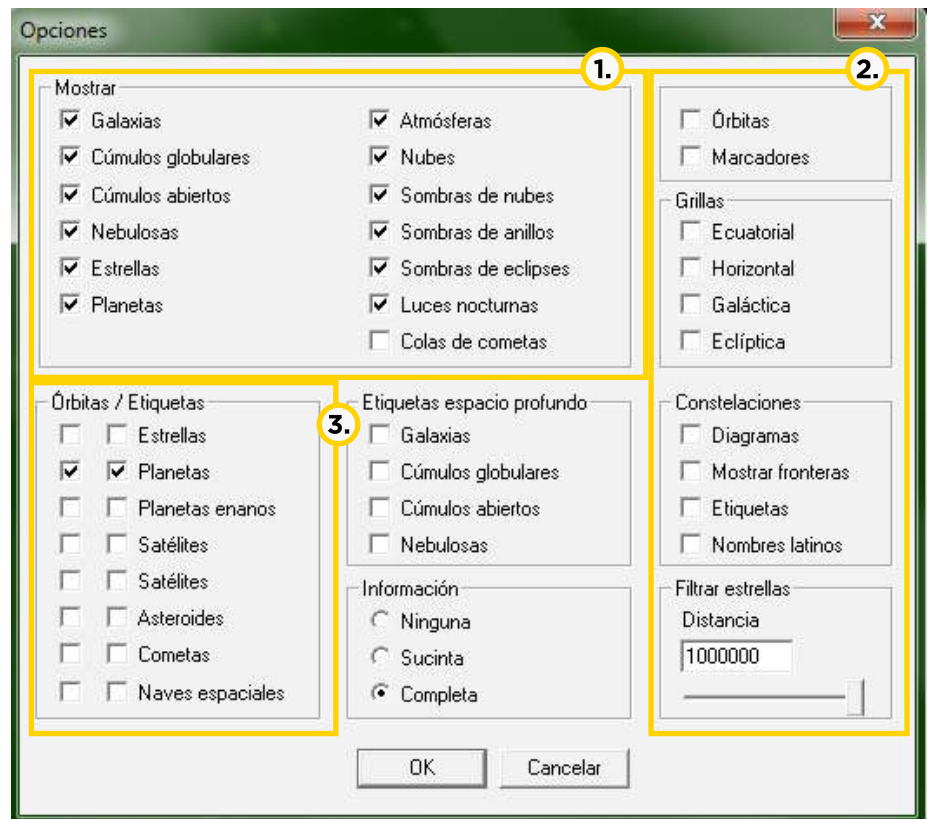 Opciones
1.
2.
Mostrar
Galaxias
Cúmulos globulares
Cúmulos abiertos
Nebulosas
Estrellas
Planetas
Atmósferas
Nubes
Sombras de nubes
Sombras de anillos
Sombras de eclipses
Luces nocturnas
Colas de cometas
Órbitas
Marcadores
Grillas
Ecuatorial
Horizontal
Galáctica
Eclíptica
3.
Órbitas / Etiquetas
Estrellas
Planetas
Planetas enanos
Satélites
Satélites
Asteroides
Cometas
Naves espaciales
Etiquetas espacio profundo
Galaxias
Cúmulos globulares
Cúmulos abiertos
Nebulosas
Información
Ninguna
Sucinta
Completa
Constelaciones
Diagramas
Mostrar fronteras
Etiquetas
Nombres latinos
Filtrar estrellas
Distancia
1000000
OK
Cancelar